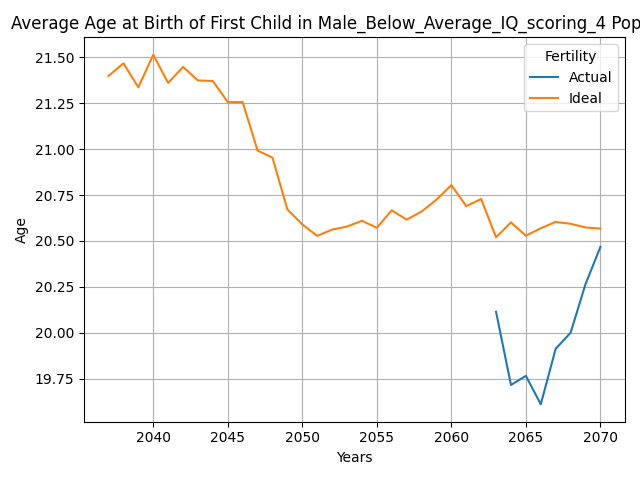 Average Age at Birth of First Child in Male_Below_Average_IQ_scoring_4 Pop
Fertility
Actual
Ideal
21.50
21.25
21.00
20.75
20.50
20.25
20.00
19.75
Age
2040 2045 2050 2055 2060 2065 2070
Years